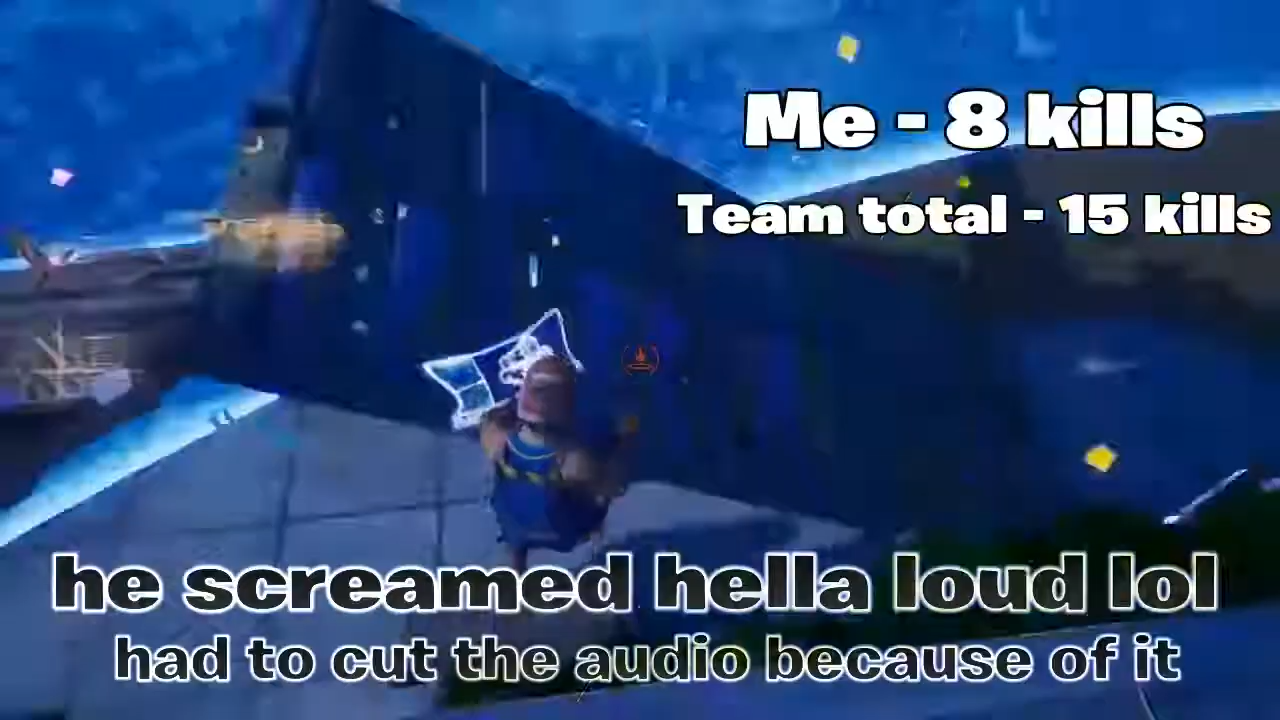 Me - 8 kills
Team total - 15 kills
he screamed hella loud lol
had to cut the audio because of it